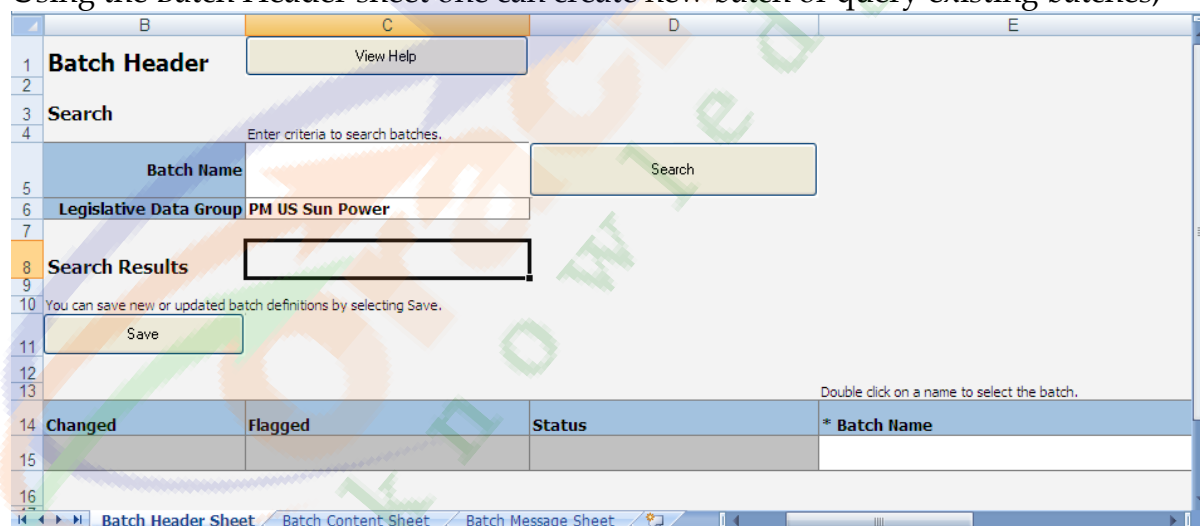 Using the Batch Header sheet one can create new batch or query existing batches,
B C D E
1 Batch Header View Help
2
3 Search
4 Enter criteria to search batches.
5 Batch Name Search
6 Legislative Data Group PM US Sun Power
7
8 Search Results
9
10 You can save new or updated batch definitions by selecting Save.
11 Save
12
13 Double click on a name to select the batch.
14 Changed Flagged Status * Batch Name
15
16
Batch Header Sheet Batch Content Sheet Batch Message Sheet
oracl
knowled